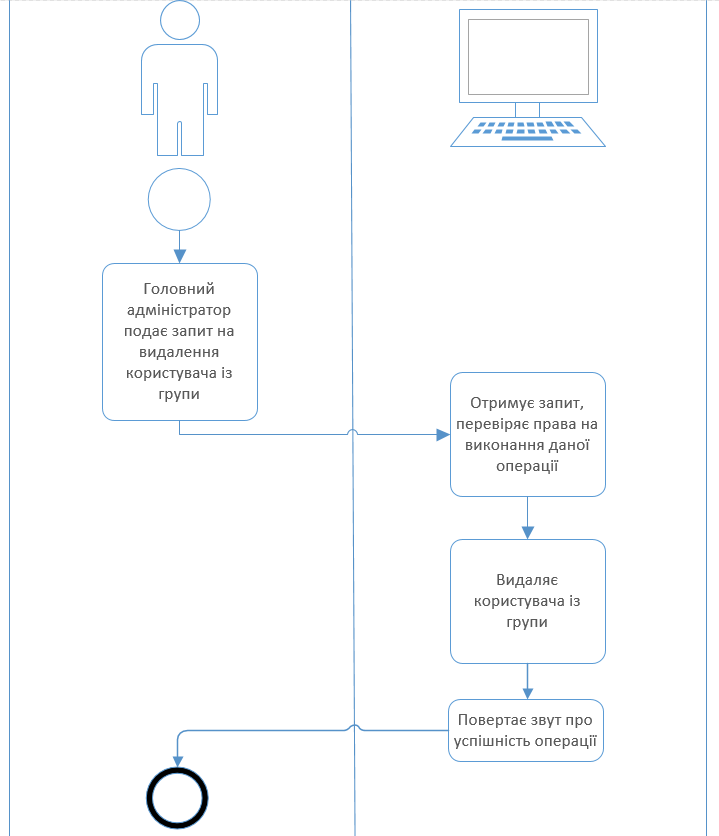 Головний
адміністратор
подає запит на
видалення
користувача із
групи
Отримує запит,
перевіряє права на
виконання даної
операції
Видаляє
користувача із
групи
Повертає звут про
успішність операції